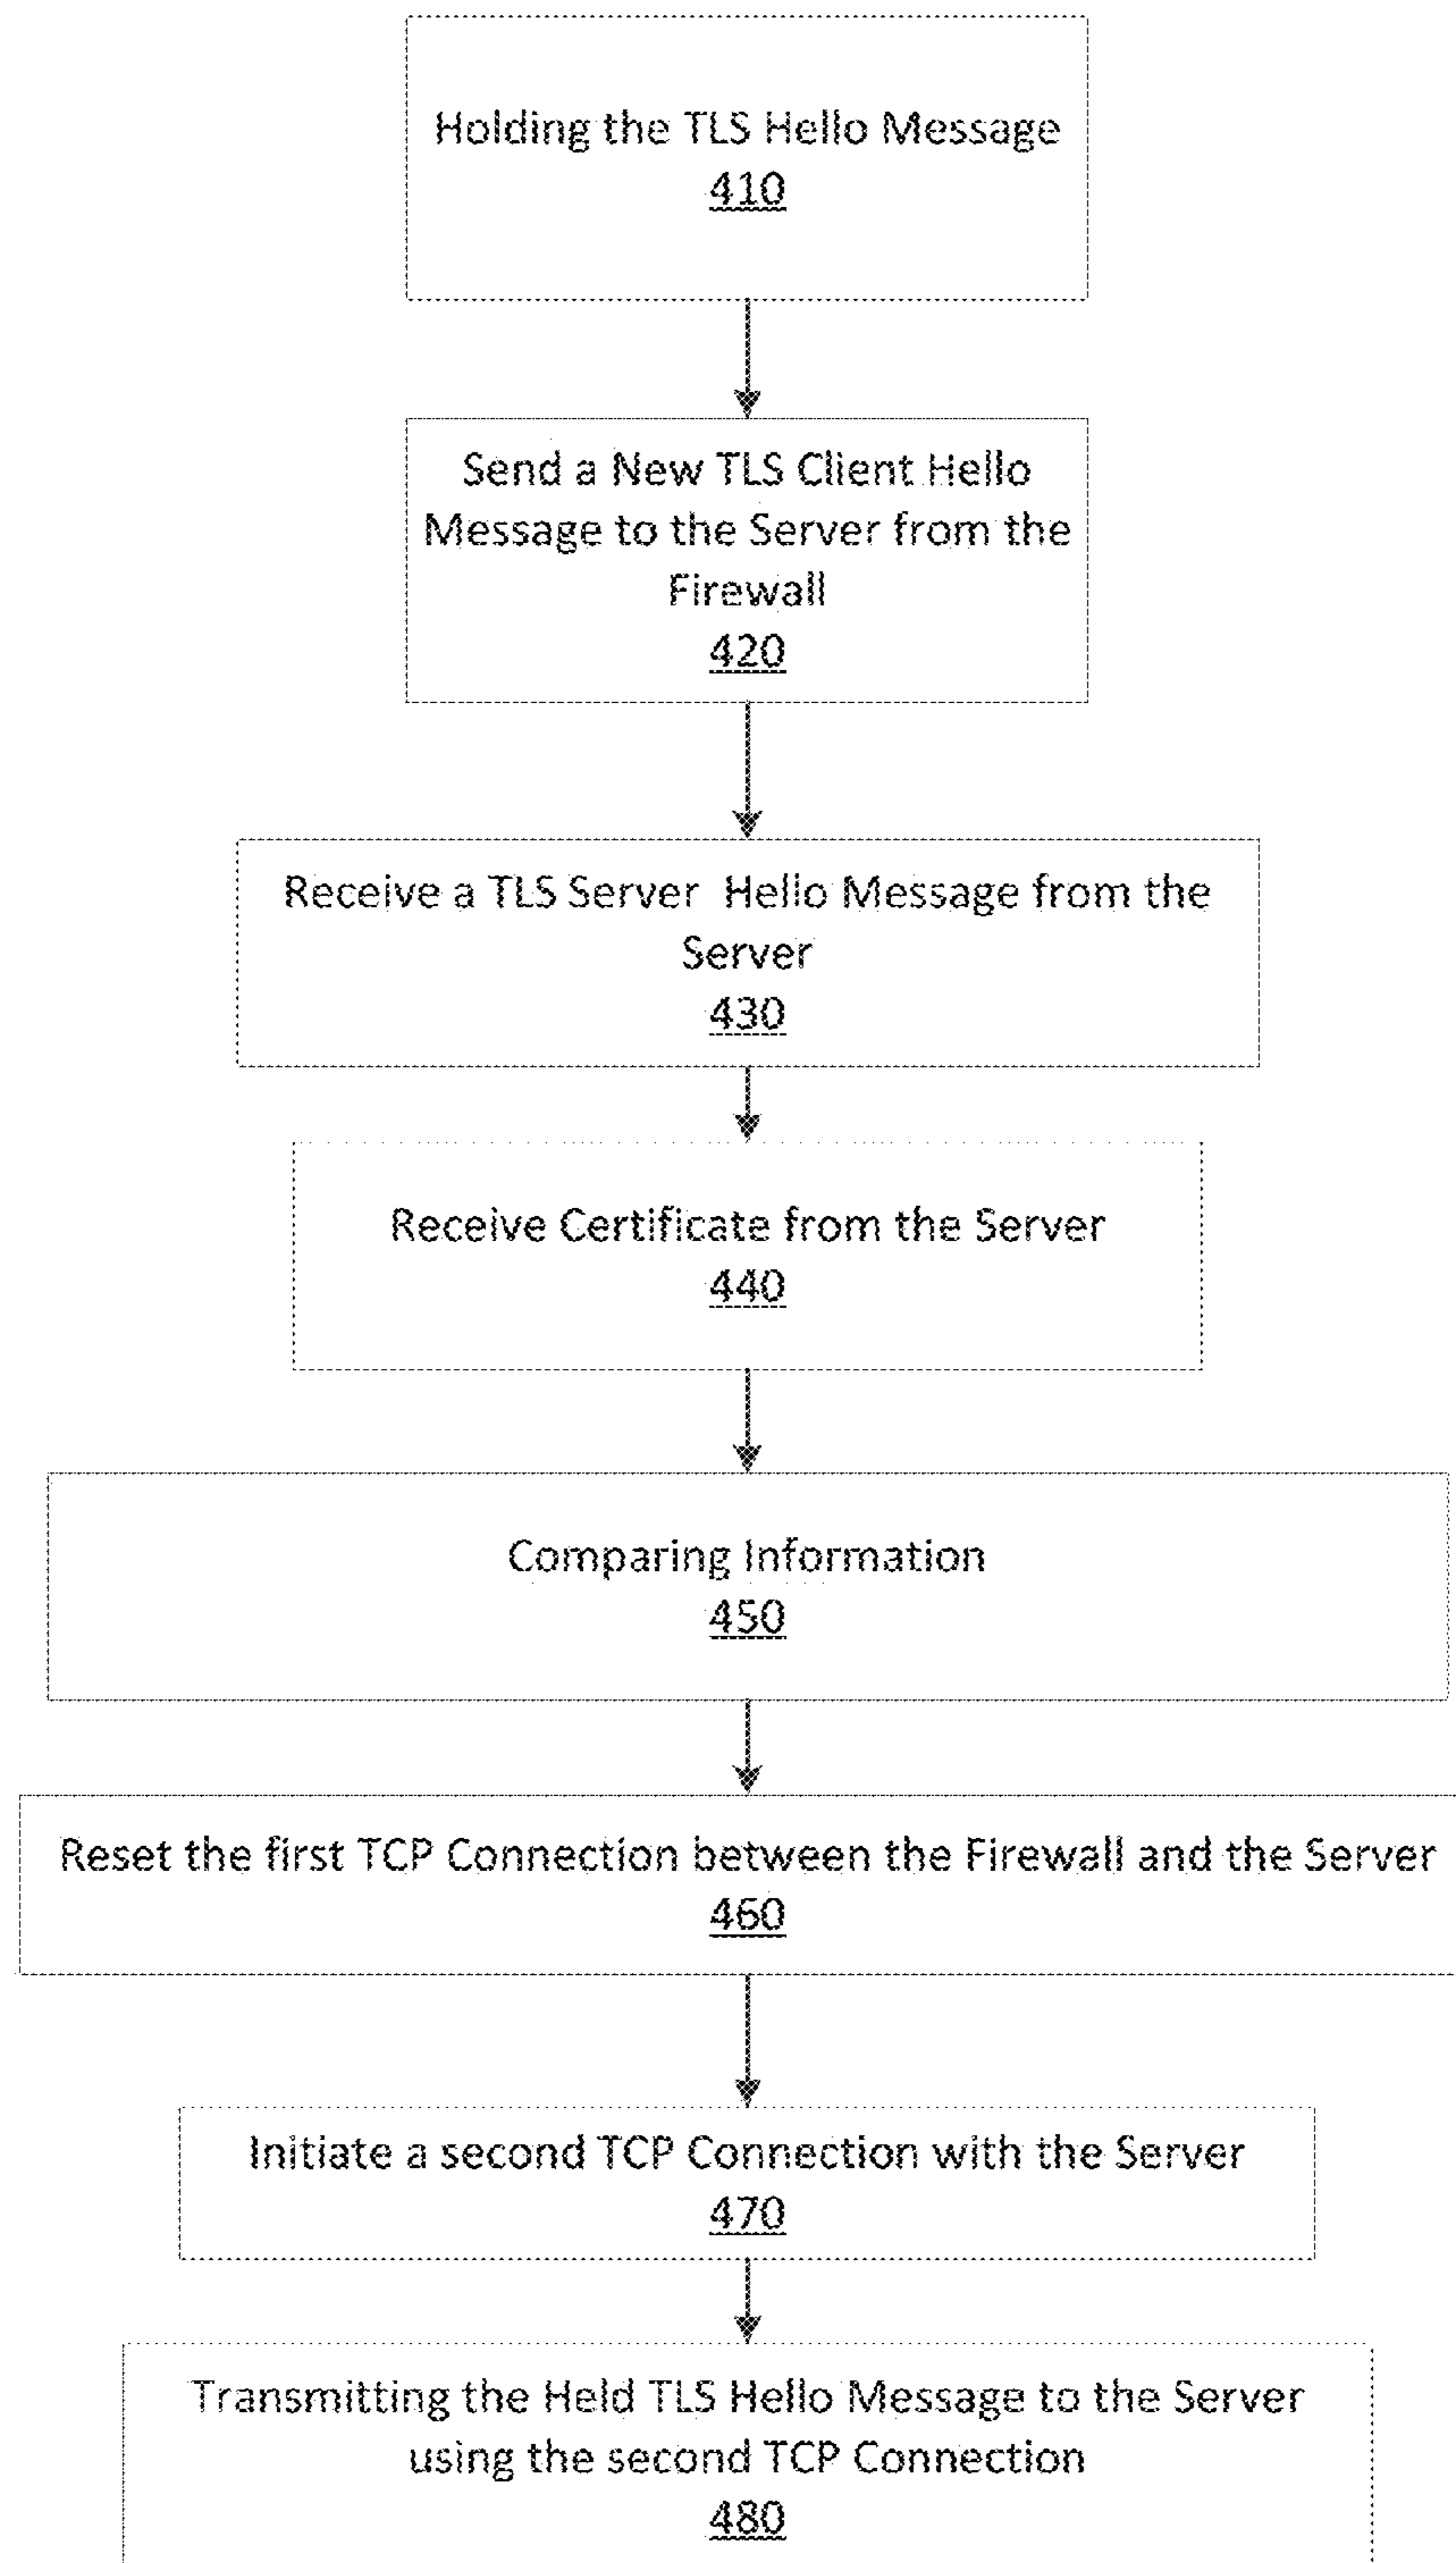 Holding the TLS Hello Message
410
Send a New TLS Client Hello
Message to the Server from the
Firewall
420
Receive a TLS Server Hello Message from the
Server
430
Receive Certificate from the Server
440
Comparing Information
450
Reset the first TCP Connection between the Firewall and the Server
460
Initiate a second TCP Connection with the Server
470
Transmitting the Held TLS Hello Message to the Server
using the second TCP Connection
480